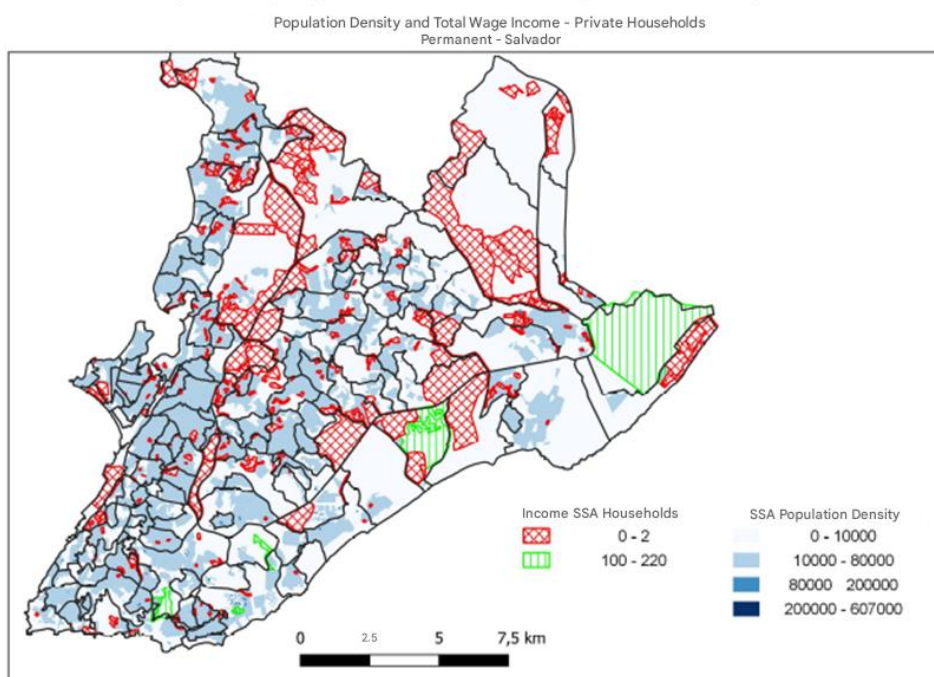 Population Density and Total Wage Income - Private Households
Permanent - Salvador
Income SSA Households
0 - 2
100 - 220
SSA Population Density
0 - 10000
10000 - 80000
80000 200000
200000 - 607000
0 2.5 5 7,5 km